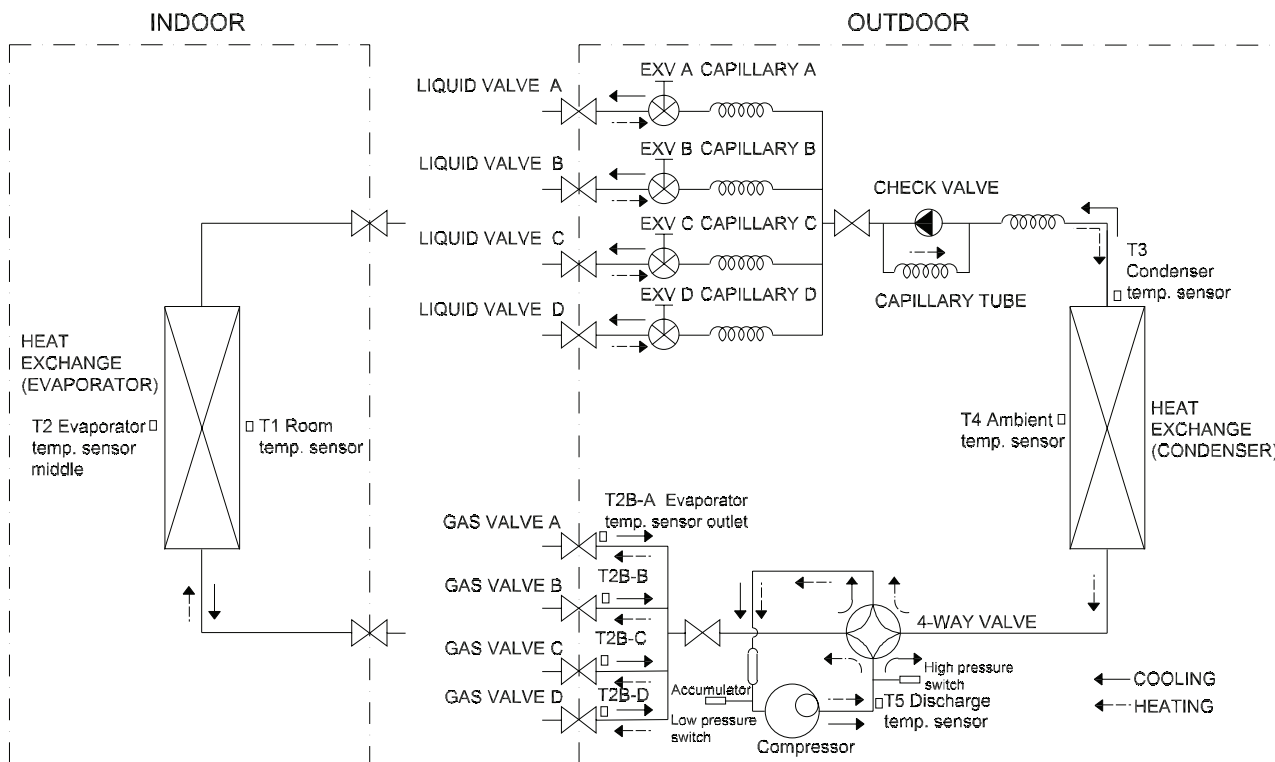 INDOOR
OUTDOOR
EXV A CAPILLARY A
LIQUID VALVE A
EXV B CAPILLARY B
LIQUID VALVE B
CHECK VALVE
EXV C CAPILLARY C
LIQUID VALVE C
T3
Condenser
temp. sensor
CAPILLARY TUBE
EXV D CAPILLARY D
LIQUID VALVE D
HEAT
EXCHANGE
(EVAPORATOR)
T2 Evaporator
temp. sensor
middle
T1 Room
temp. sensor
T4 Ambient
temp. sensor
HEAT
EXCHANGE
(CONDENSER)
T2B-A Evaporator
temp. sensor outlet
GAS VALVE A
T2B-B
GAS VALVE B
4-WAY VALVE
T2B-C
GAS VALVE C
High pressure
switch
COOLING
T2B-D
GAS VALVE D
Accumulator
T5 Discharge
temp. sensor
HEATING
Low pressure
switch
Compressor